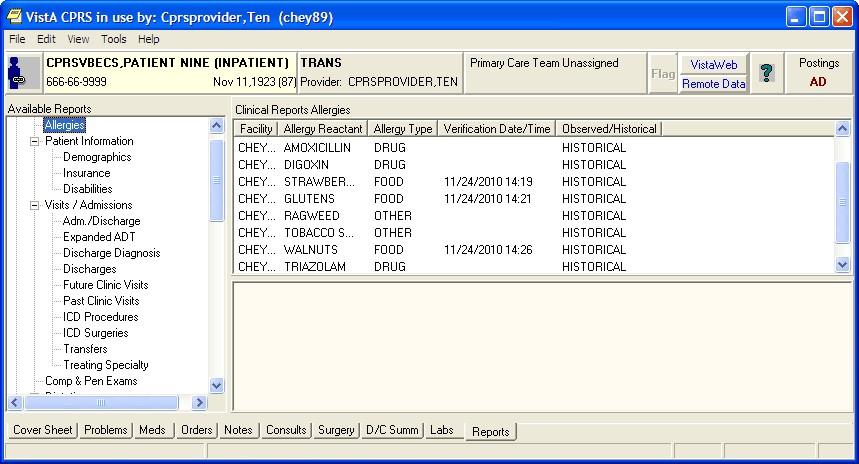 VistA CPRS in use by: Cprsprovider,Ten (chey89)
File Edit View Tools Help
CPRSVBECS,PATIENT NINE (INPATIENT) TRANS Primary Care Team Unassigned Flag VistaWeb ? Postings
666-66-9999 Nov 11,1923 (87) Provider: CPRSPROVIDER,TEN Remote Data AD
Available Reports
Allergies
Patient Information
Demographics
Insurance
Disabilities
Visits / Admissions
Adm./Discharge
Expanded ADT
Discharge Diagnosis
Discharges
Future Clinic Visits
Past Clinic Visits
ICD Procedures
ICD Surgeries
Transfers
Treating Specialty
Comp & Pen Exams
Clinical Reports Allergies
Facility Allergy Reactant Allergy Type Verification Date/Time Observed/Historical
CHEY... AMOXICILLIN DRUG HISTORICAL
CHEY... DIGOXIN DRUG HISTORICAL
CHEY... STRAWBER... FOOD 11/24/2010 14:19 HISTORICAL
CHEY... GLUTENS FOOD 11/24/2010 14:21 HISTORICAL
CHEY... RAGWEED OTHER HISTORICAL
CHEY... TOBACCO S... OTHER HISTORICAL
CHEY... WALNUTS FOOD 11/24/2010 14:26 HISTORICAL
CHEY... TRIAZOLAM DRUG HISTORICAL
Cover Sheet Problems Meds Orders Notes Consults Surgery D/C Summ Labs Reports